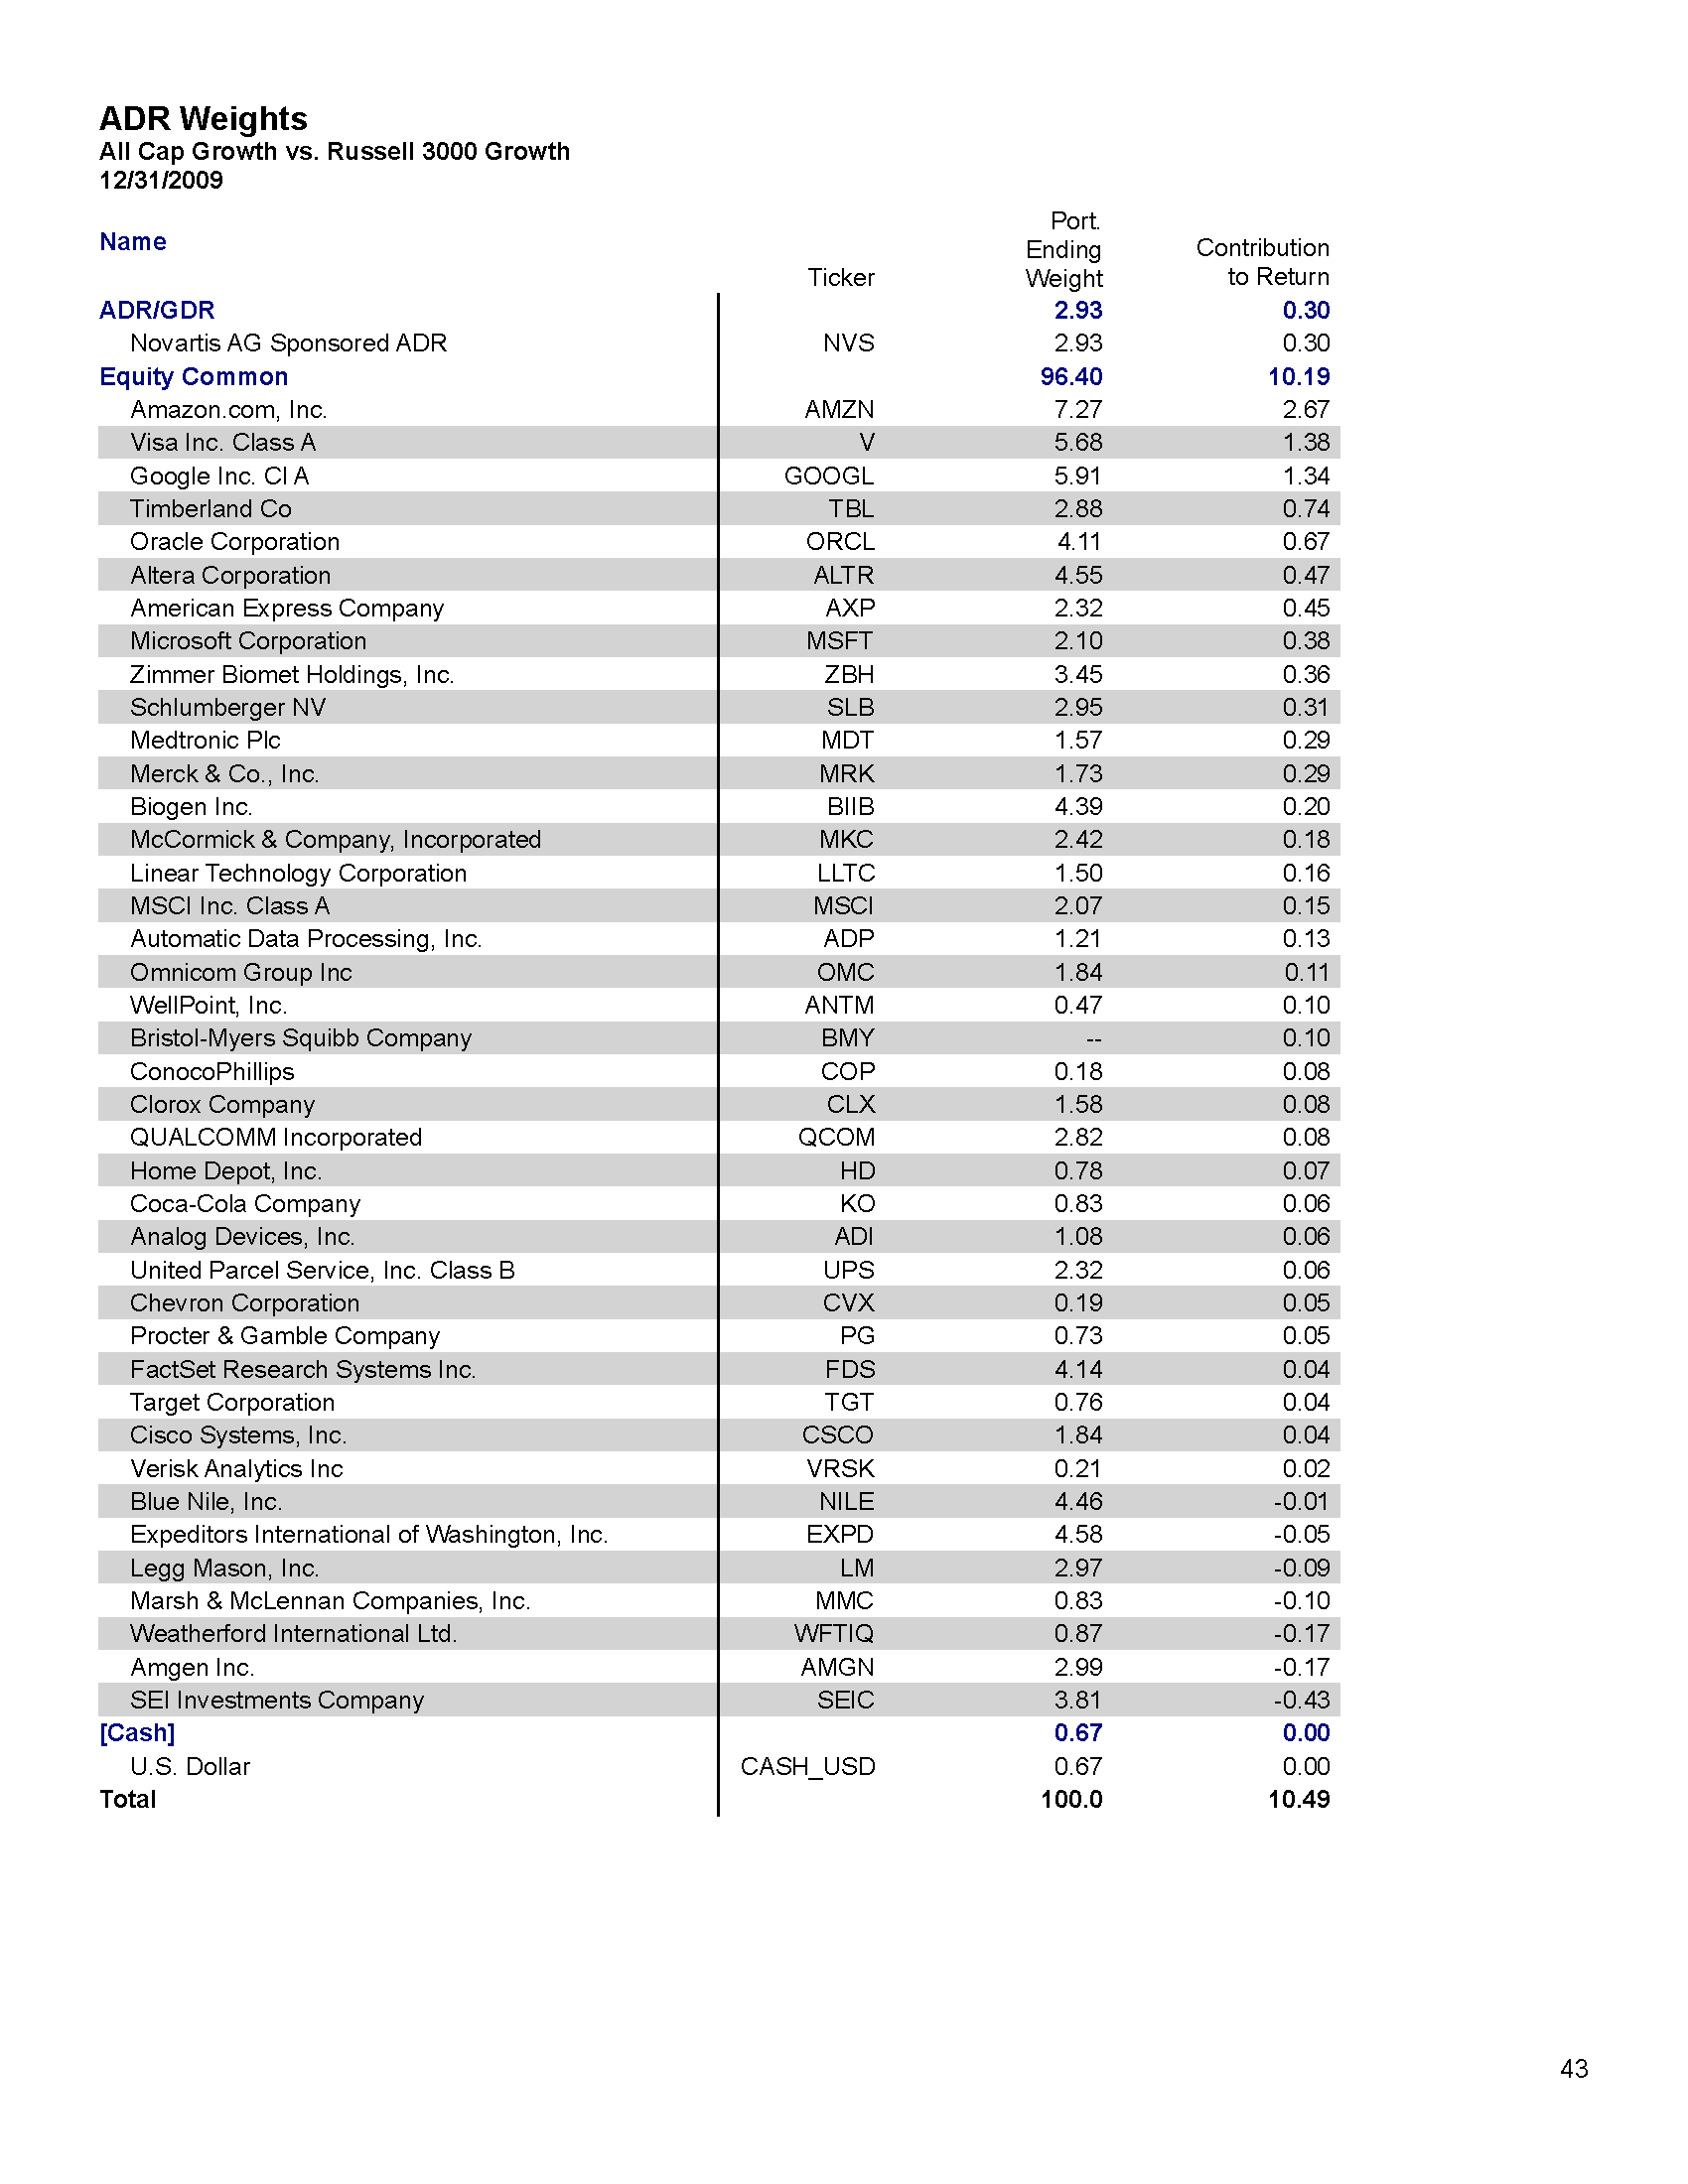 ADR Weights
All Cap Growth vs. Russell 3000 Growth
12/31/2009
Name Ticker Port. Ending Weight Contribution to Return
ADR/GDR 2.93 0.30
Novartis AG Sponsored ADR NVS 2.93 0.30
Equity Common 96.40 10.19
Amazon.com, Inc. AMZN 7.27 2.67
Visa Inc. Class A V 5.68 1.38
Google Inc. Cl A GOOGL 5.91 1.34
Timberland Co TBL 2.88 0.74
Oracle Corporation ORCL 4.11 0.67
Altera Corporation ALTR 4.55 0.47
American Express Company AXP 2.32 0.45
Microsoft Corporation MSFT 2.10 0.38
Zimmer Biomet Holdings, Inc. ZBH 3.45 0.36
Schlumberger NV SLB 2.95 0.31
Medtronic Plc MDT 1.57 0.29
Merck & Co., Inc. MRK 1.73 0.29
Biogen Inc. BIIB 4.39 0.20
McCormick & Company, Incorporated MKC 2.42 0.18
Linear Technology Corporation LLTC 1.50 0.16
MSCI Inc. Class A MSCI 2.07 0.15
Automatic Data Processing, Inc. ADP 1.21 0.13
Omnicom Group Inc OMC 1.84 0.11
WellPoint, Inc. ANTM 0.47 0.10
Bristol-Myers Squibb Company BMY -- 0.10
ConocoPhillips COP 0.18 0.08
Clorox Company CLX 1.58 0.08
QUALCOMM Incorporated QCOM 2.82 0.08
Home Depot, Inc. HD 0.78 0.07
Coca-Cola Company KO 0.83 0.06
Analog Devices, Inc. ADI 1.08 0.06
United Parcel Service, Inc. Class B UPS 2.32 0.06
Chevron Corporation CVX 0.19 0.05
Procter & Gamble Company PG 0.73 0.05
FactSet Research Systems Inc. FDS 4.14 0.04
Target Corporation TGT 0.76 0.04
Cisco Systems, Inc. CSCO 1.84 0.04
Verisk Analytics Inc VRSK 0.21 0.02
Blue Nile, Inc. NILE 4.46 -0.01
Expeditors International of Washington, Inc. EXPD 4.58 -0.05
Legg Mason, Inc. LM 2.97 -0.09
Marsh & McLennan Companies, Inc. MMC 0.83 -0.10
Weatherford International Ltd. WFTIQ 0.87 -0.17
Amgen Inc. AMGN 2.99 -0.17
SEI Investments Company SEIC 3.81 -0.43
[Cash] 0.67 0.00
U.S. Dollar CASH_USD 0.67 0.00
Total 100.0 10.49
43